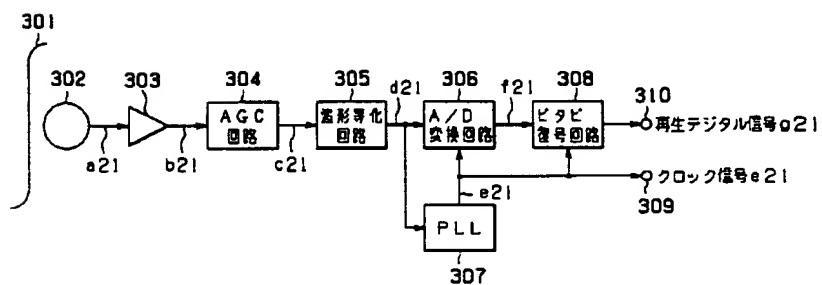 301
302
303
304
305
d21
306
f21
308
310
AGC
回路
波形等化
回路
A/D
変換回路
ビタビ
復号回路
再生デジタル信号g21
a21
b21
c21
クロック信号e21
e21
309
PLL
307